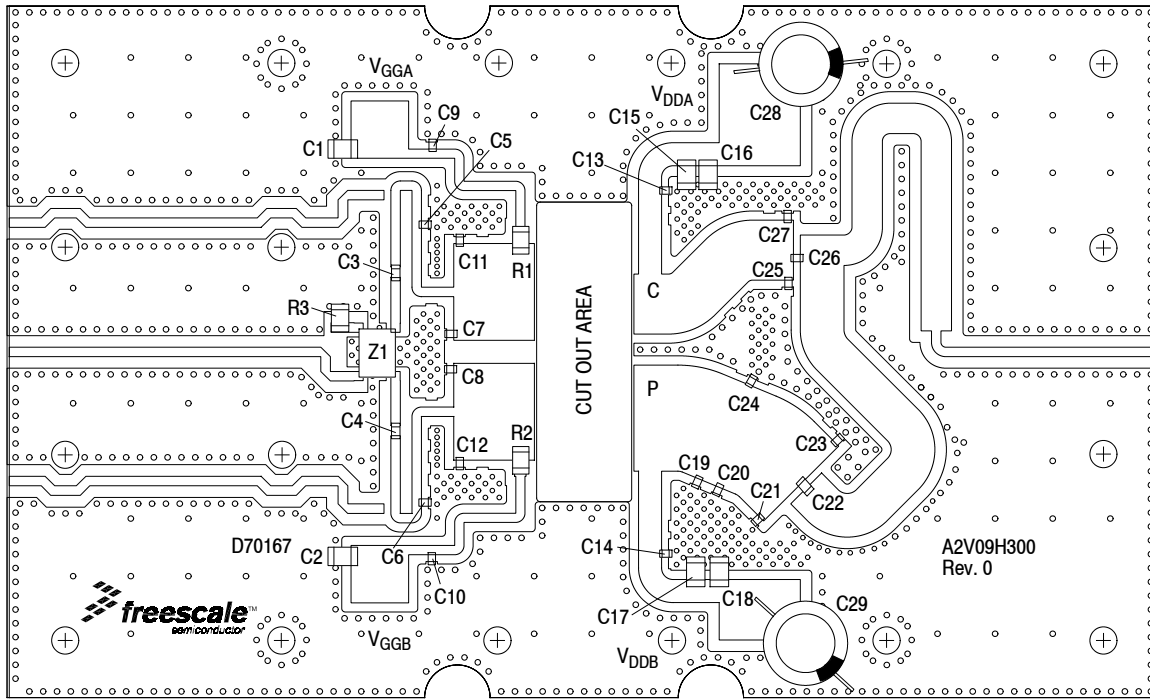 VGGA
C9
C5
C1
VDDA
C15
C16
C28
C13
C27
C26
C25
C11
R1
C3
C
R3
C7
Z1
C8
CUT OUT AREA
P
C24
C4
C12
R2
C23
C19
C20
C21
C22
D70167
C2
C6
C10
C14
C17
C18
C29
A2V09H300
Rev. 0
freescale™
semiconductor
VGGB
VDDB